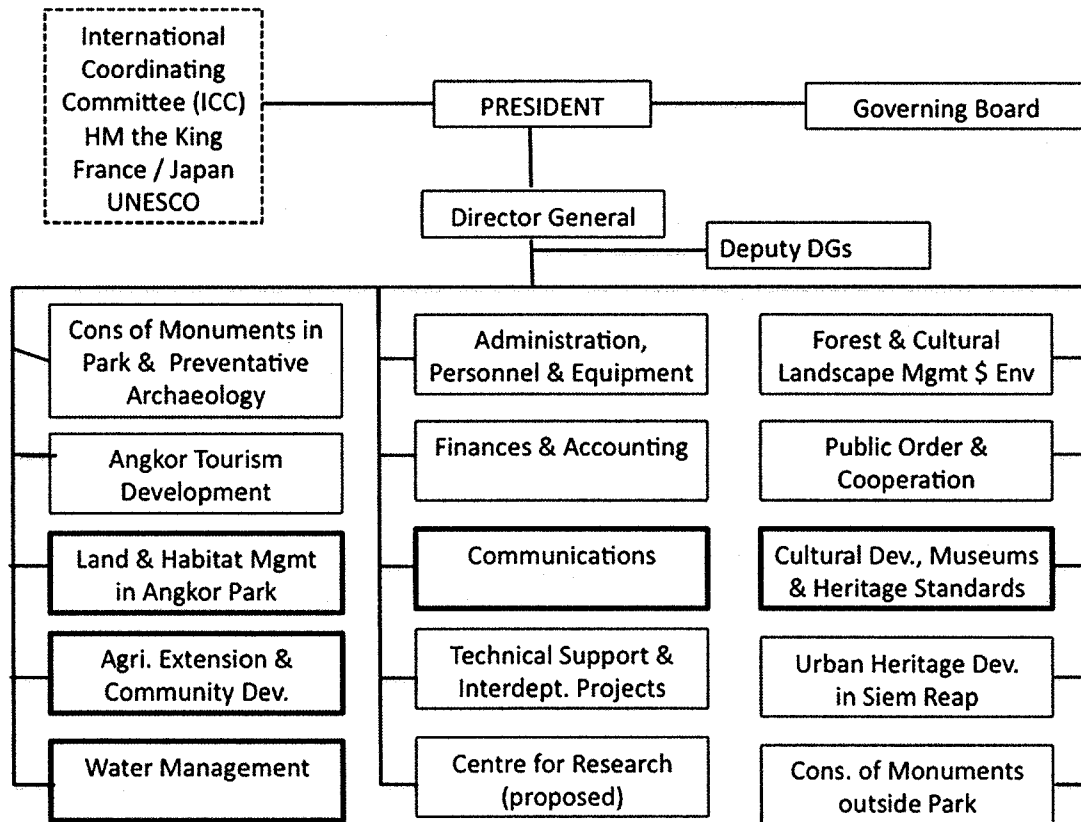 International
Coordinating
Committee (ICC)
HM the King
France / Japan
UNESCO
PRESIDENT
Governing Board
Director General
Deputy DGs
Cons of Monuments in
Park & Preventative
Archaeology
Angkor Tourism
Development
Land & Habitat Mgmt
in Angkor Park
Agri. Extension &
Community Dev.
Water Management
Administration,
Personnel & Equipment
Finances & Accounting
Communications
Technical Support &
Interdept. Projects
Centre for Research
(proposed)
Forest & Cultural
Landscape Mgmt $ Env
Public Order &
Cooperation
Cultural Dev., Museums
& Heritage Standards
Urban Heritage Dev.
in Siem Reap
Cons. of Monuments
outside Park